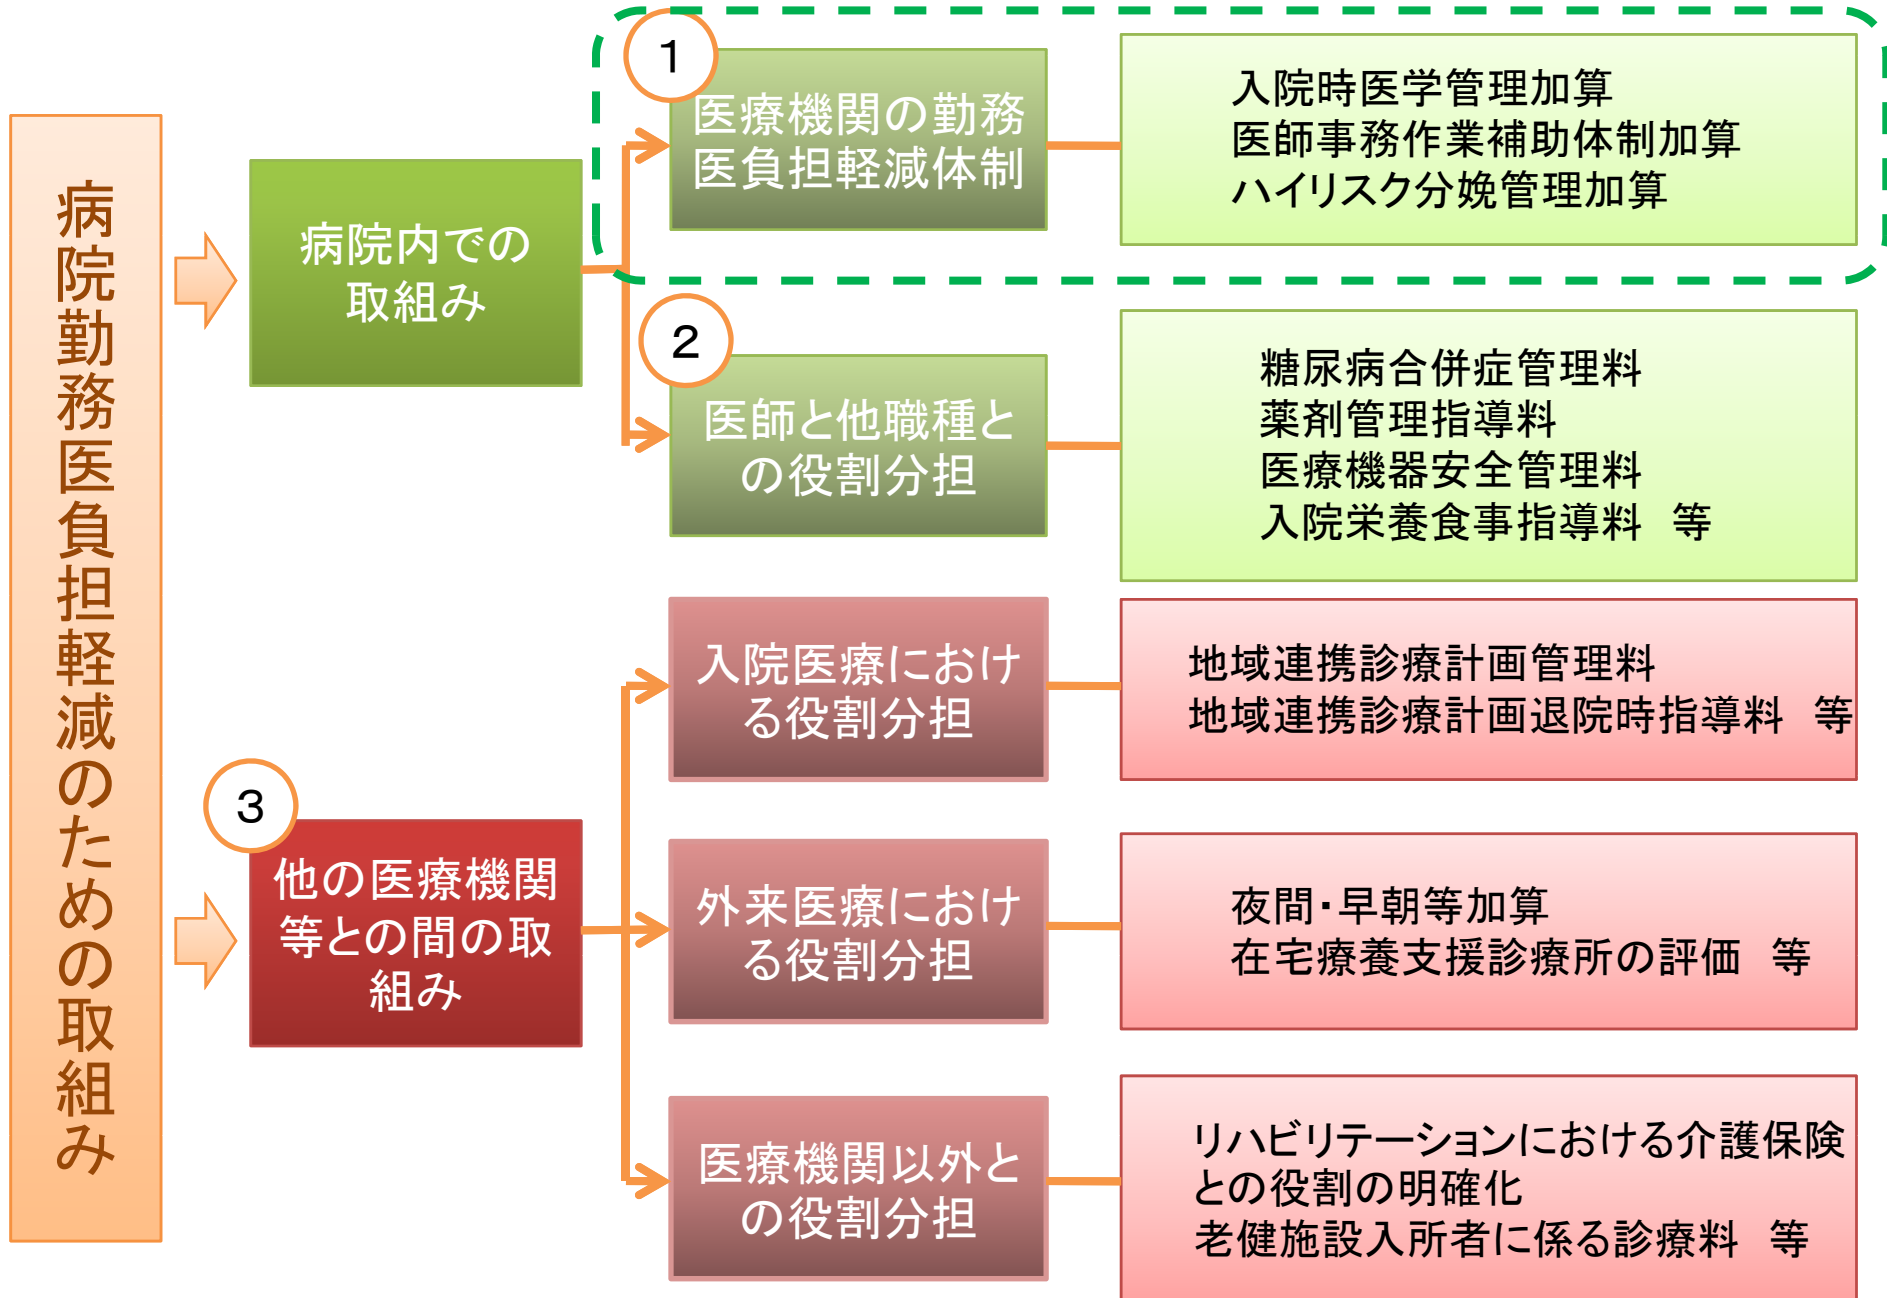 病院勤務医負担軽減のための取組み
病院内での
取組み
1
医療機関の勤務
医負担軽減体制
入院時医学管理加算
医師事務作業補助体制加算
ハイリスク分娩管理加算
2
医師と他職種と
の役割分担
糖尿病合併症管理料
薬剤管理指導料
医療機器安全管理料
入院栄養食事指導料　等
3
他の医療機関
等との間の取
組み
入院医療におけ
る役割分担
地域連携診療計画管理料
地域連携診療計画退院時指導料　等
外来医療におけ
る役割分担
夜間・早朝等加算
在宅療養支援診療所の評価　等
医療機関以外と
の役割分担
リハビリテーションにおける介護保険
との役割の明確化
老健施設入所者に係る診療料　等